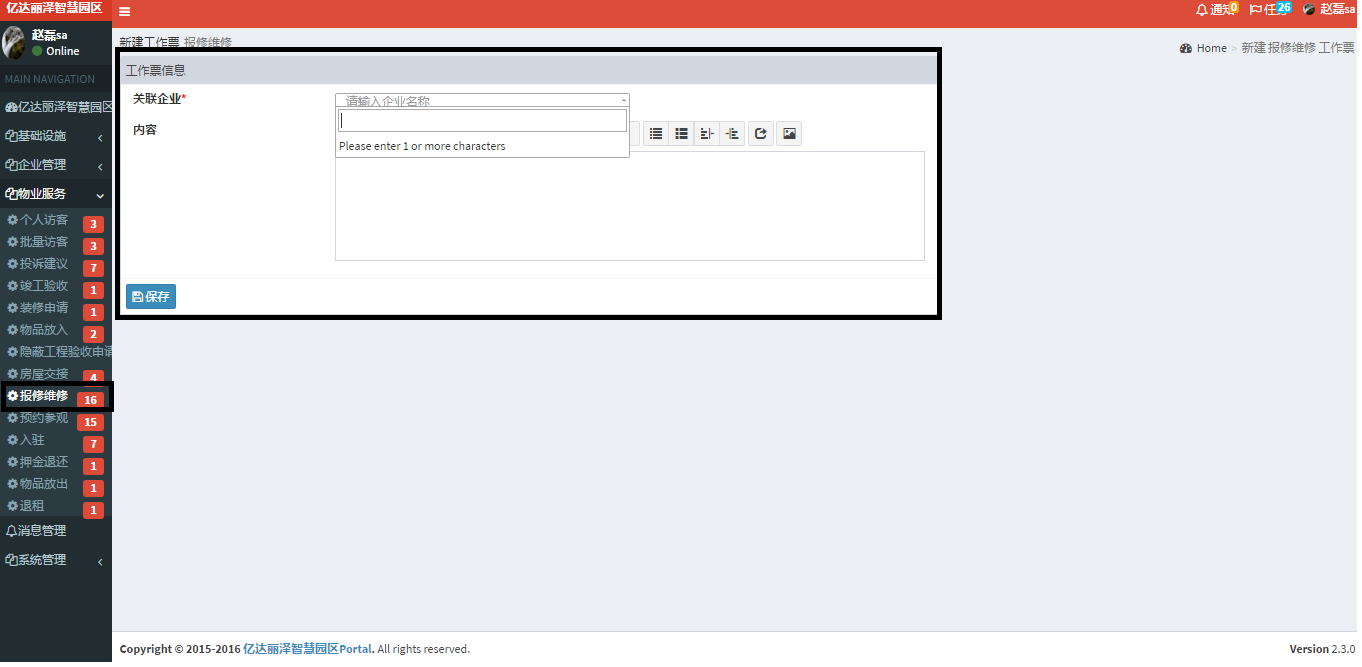 亿达丽泽智慧园区
通知 0
任 26
赵磊sa
赵磊sa
Online
MAIN NAVIGATION
亿达丽泽智慧园区
基础设施
企业管理
物业服务
个人访客 3
批量访客 3
投诉建议 7
竣工验收 1
装修申请 1
物品放入 2
隐蔽工程验收申请
房屋交接 4
报修维修 16
预约参观 15
入驻 7
押金退还 1
物品放出 1
退租 1
消息管理
系统管理
新建工作票 报修维修
Home > 新建 报修维修 工作票
工作票信息
关联企业*
请输入企业名称
Please enter 1 or more characters
内容
保存
Copyright © 2015-2016 亿达丽泽智慧园区Portal. All rights reserved.
Version 2.3.0